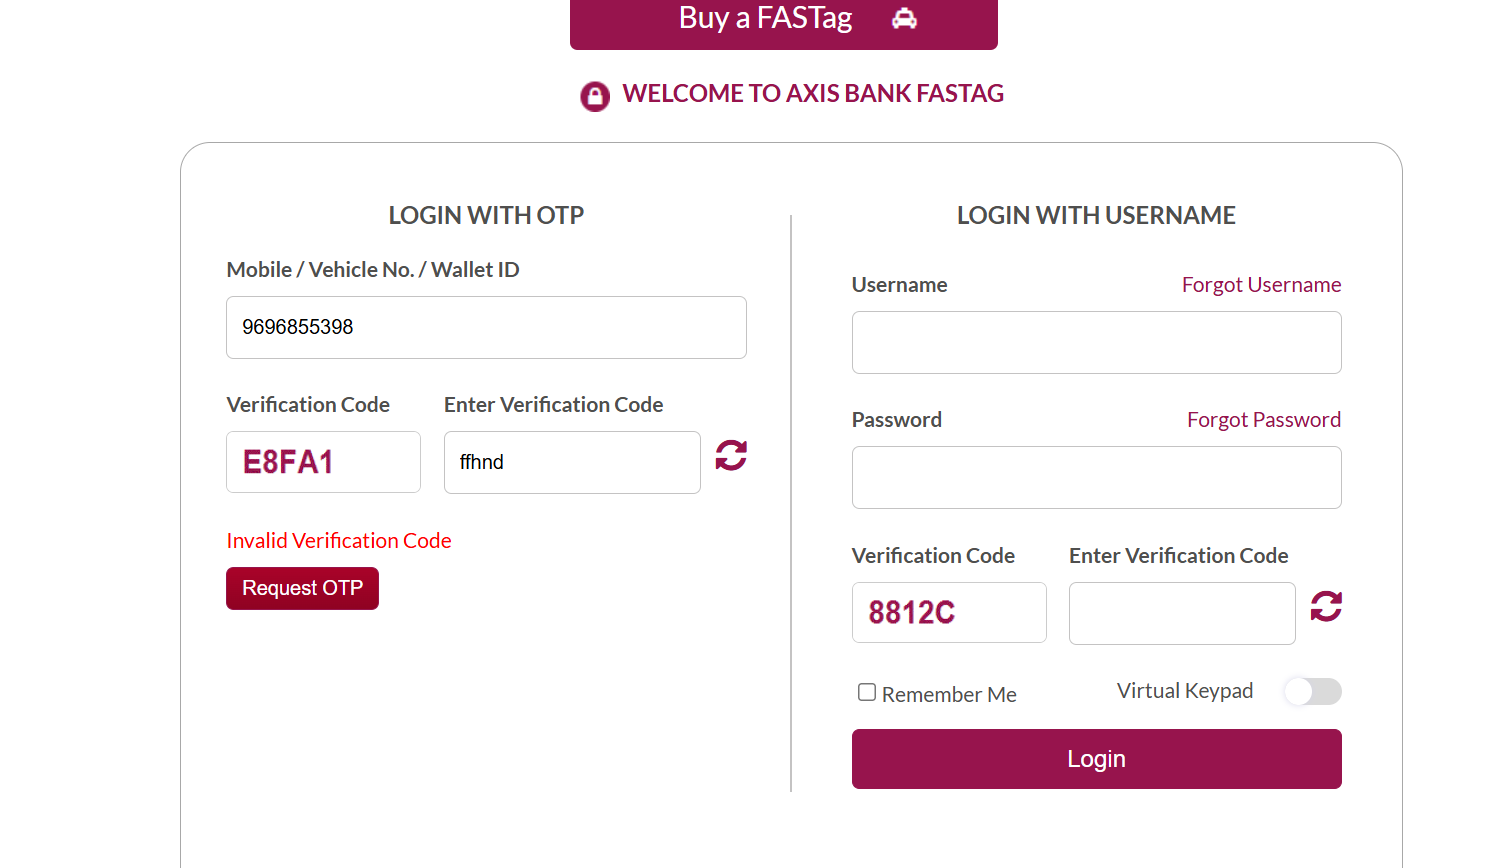 Buy a FASTag
WELCOME TO AXIS BANK FASTAG
LOGIN WITH OTP
Mobile / Vehicle No. / Wallet ID
9696855398
Verification Code
Enter Verification Code
E8FA1
ffhnd
Invalid Verification Code
Request OTP
LOGIN WITH USERNAME
Username
Forgot Username
Password
Forgot Password
Verification Code
Enter Verification Code
8812C
Remember Me
Virtual Keypad
Login